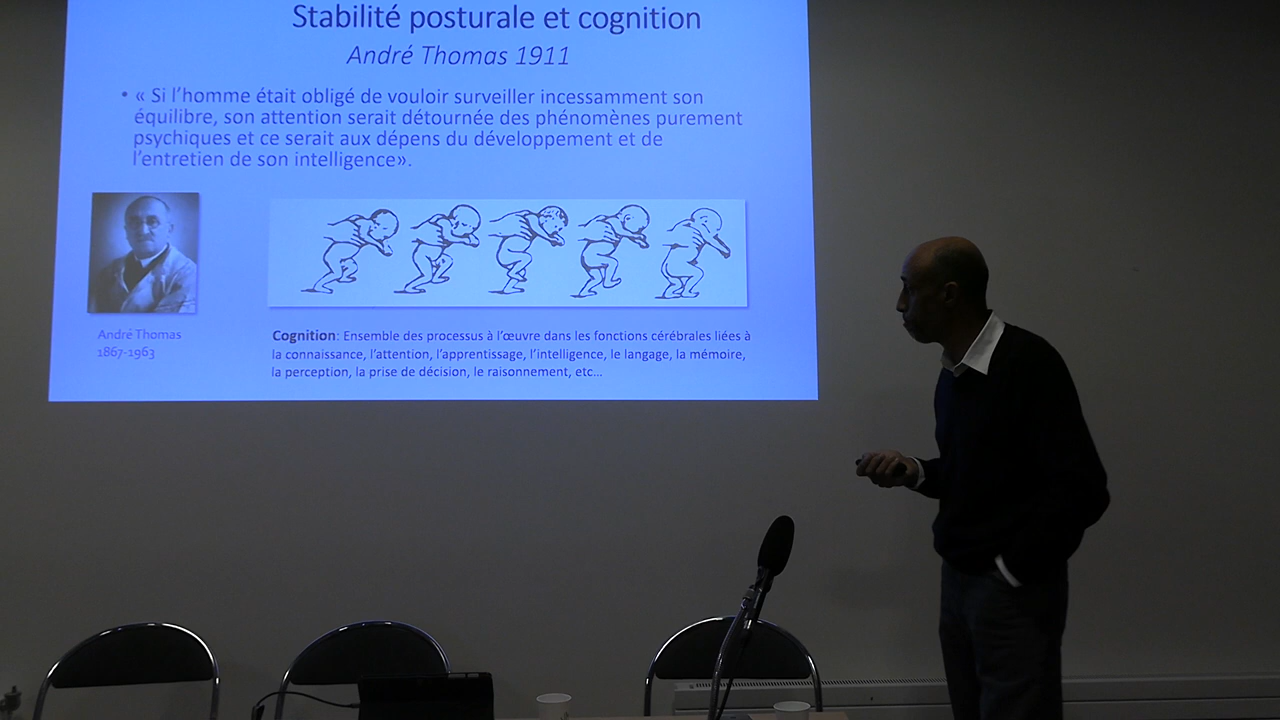 Stabilité posturale et cognition
André Thomas 1911
• « Si l’homme était obligé de vouloir surveiller incessamment son
équilibre, son attention serait détournée des phénomènes purement
psychiques et ce serait aux dépens du développement et de
l’entretien de son intelligence».
André Thomas
1867-1963
Cognition: Ensemble des processus à l’œuvre dans les fonctions cérébrales liées à
la connaissance, l’attention, l’apprentissage, l’intelligence, le langage, la mémoire,
la perception, la prise de décision, le raisonnement, etc...